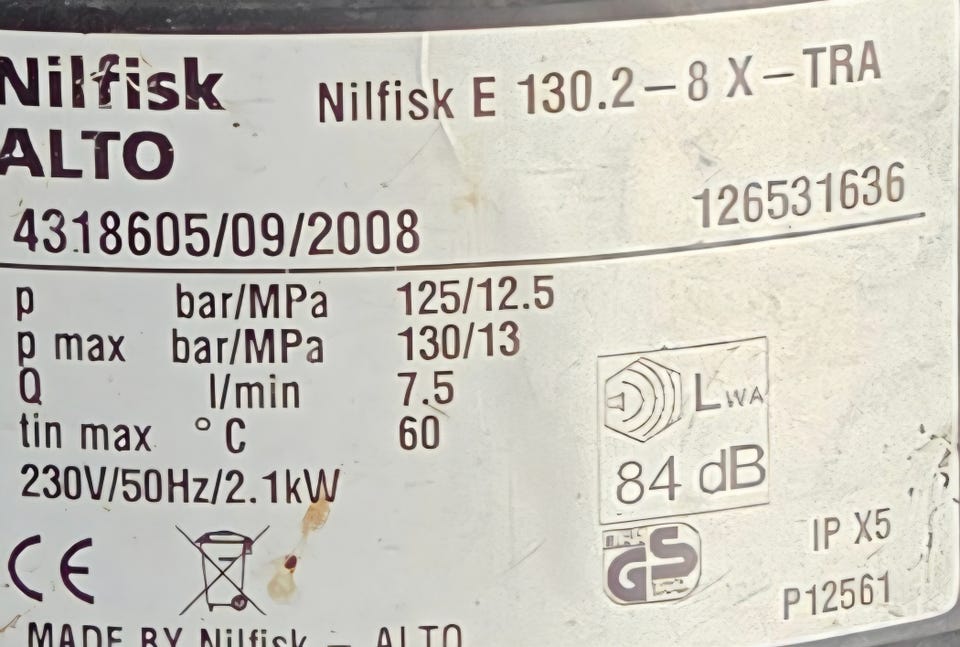 Nilfisk
ALTO
Nilfisk E 130.2-8 X-TRA
4318605/09/2008
126531636
p bar/MPa 125/12.5
p max bar/MPa 130/13
Q l/min 7.5
tin max °C 60
230V/50Hz/2.1kW
LWA
84 dB
CE
GS
IP X5
P12561
MADE BY Nilfisk - ALTO